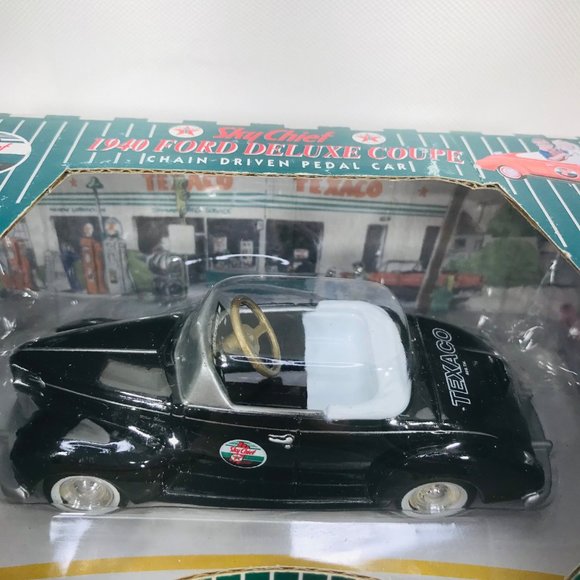 Sky Chief
1940 FORD DELUXE COUPE
CHAIN-DRIVEN PEDAL CAR
TEXACO TEXACO
TEXACO
Sky Chief